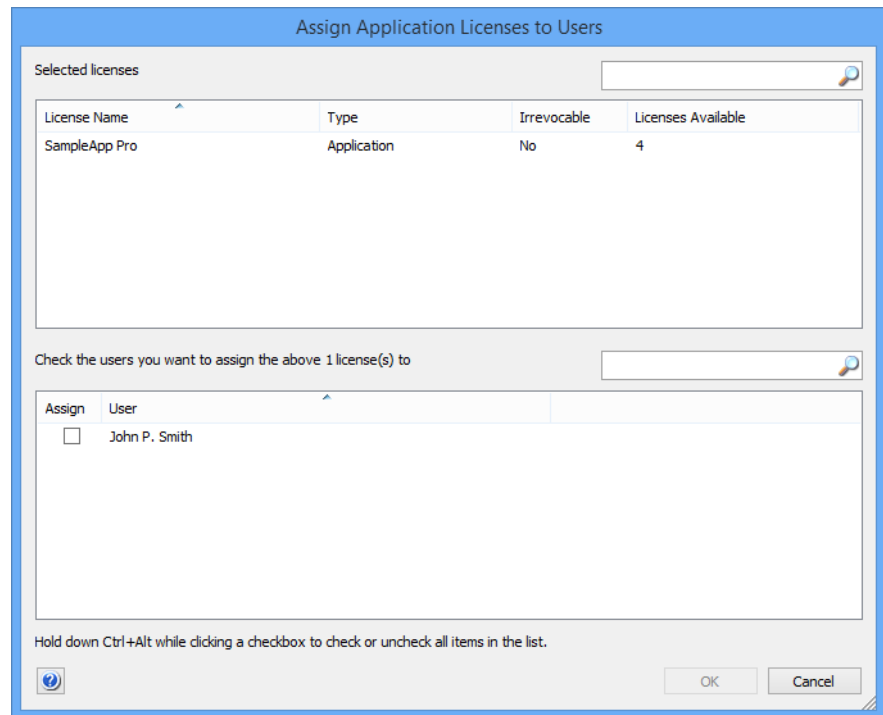 Assign Application Licenses to Users
Selected licenses
License Name Type Irrevocable Licenses Available
SampleApp Pro Application No 4
Check the users you want to assign the above 1 license(s) to
Assign User
John P. Smith
Hold down Ctrl+Alt while clicking a checkbox to check or uncheck all items in the list.
? OK Cancel